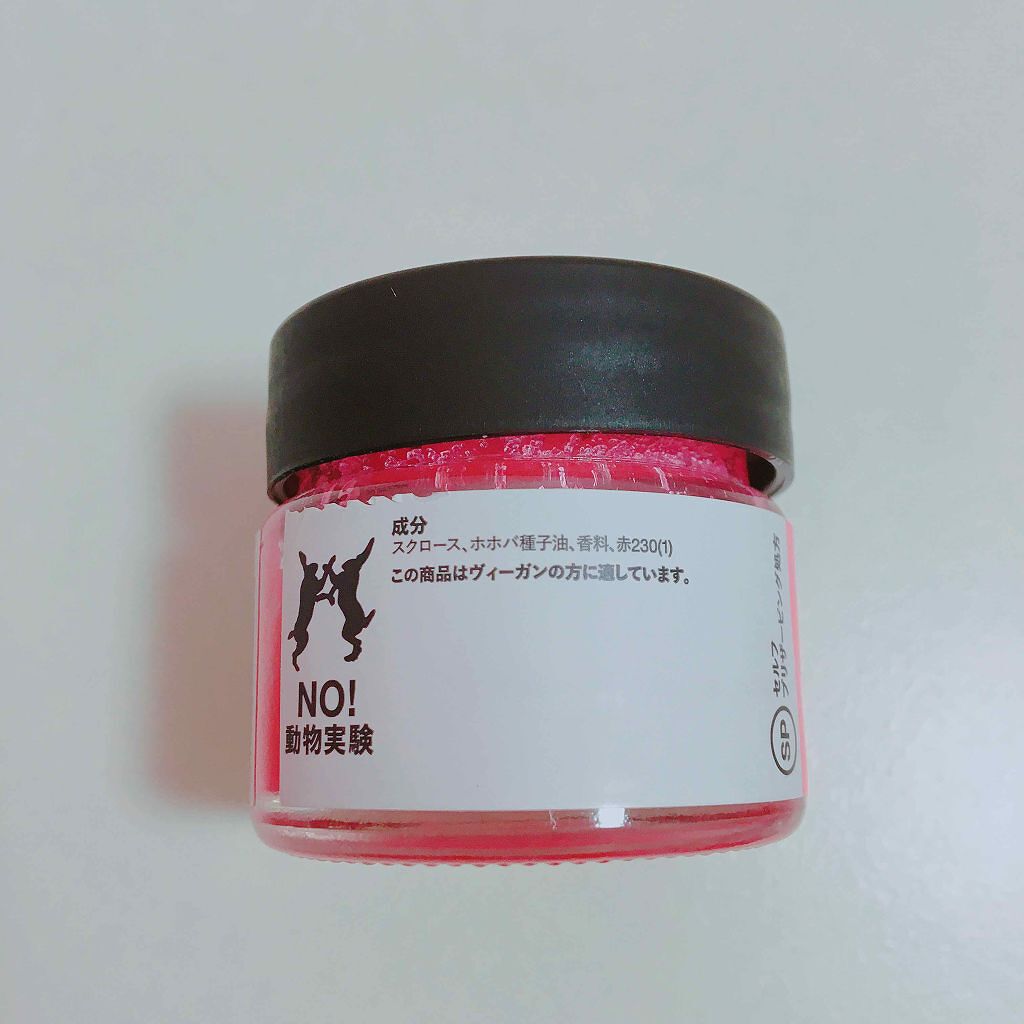 成分
スクロース、ホホバ種子油、香料、赤230(1)
この商品はヴィーガンの方に適しています。
NO!
動物実験
SP
セルフ
プリザービング処方